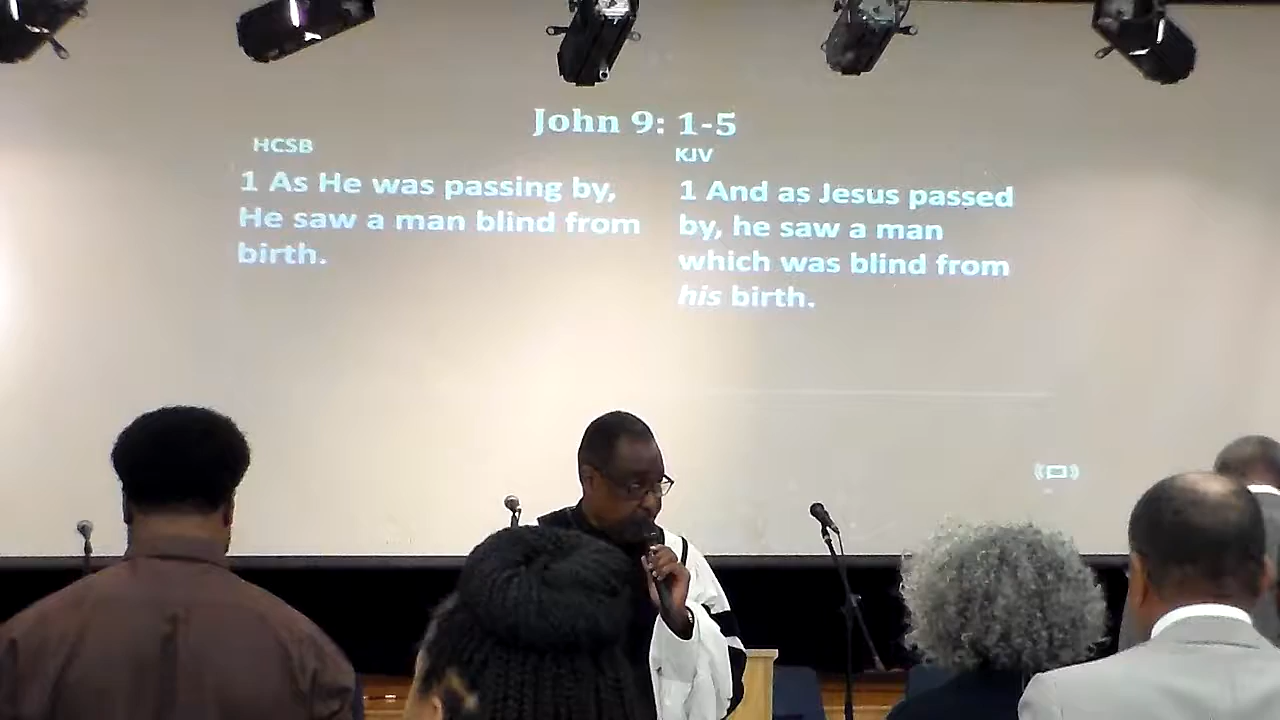 John 9: 1-5
HCSB
1 As He was passing by,
He saw a man blind from
birth.
KJV
1 And as Jesus passed
by, he saw a man
which was blind from
his birth.